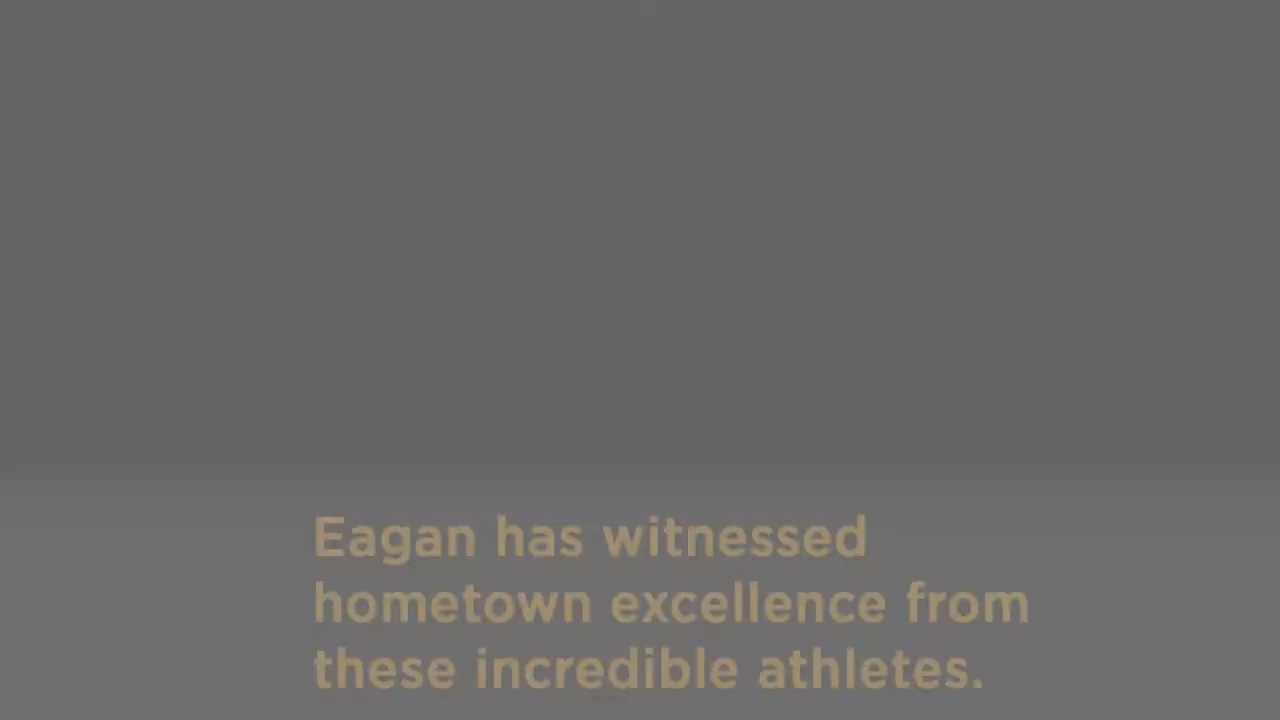 Eagan has witnessed
hometown excellence from
these incredible athletes.